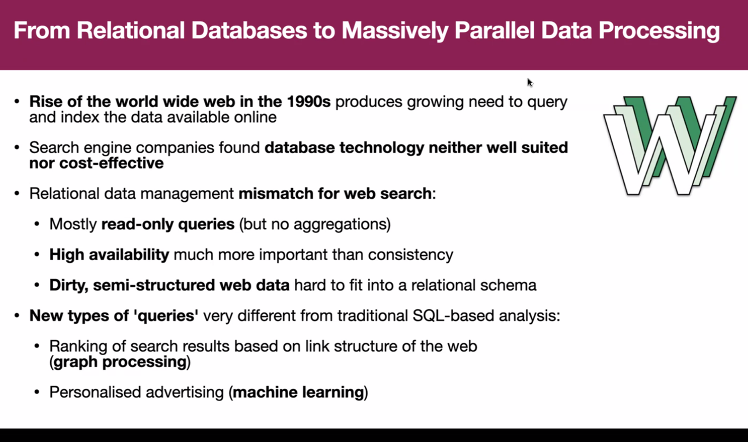 From Relational Databases to Massively Parallel Data Processing
• Rise of the world wide web in the 1990s produces growing need to query
and index the data available online
• Search engine companies found database technology neither well suited
nor cost-effective
• Relational data management mismatch for web search:
• Mostly read-only queries (but no aggregations)
• High availability much more important than consistency
• Dirty, semi-structured web data hard to fit into a relational schema
• New types of 'queries' very different from traditional SQL-based analysis:
• Ranking of search results based on link structure of the web
(graph processing)
• Personalised advertising (machine learning)
WWW